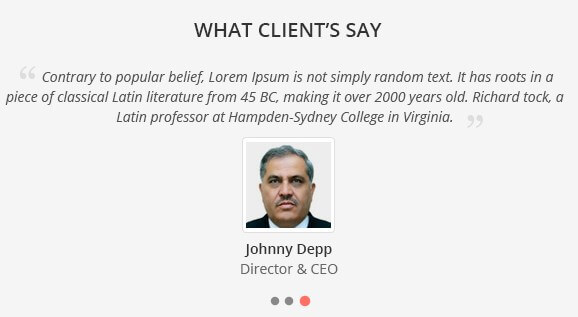 WHAT CLIENT’S SAY
“ Contrary to popular belief, Lorem Ipsum is not simply random text. It has roots in a
piece of classical Latin literature from 45 BC, making it over 2000 years old. Richard tock, a
Latin professor at Hampden-Sydney College in Virginia. ”
Johnny Depp
Director & CEO